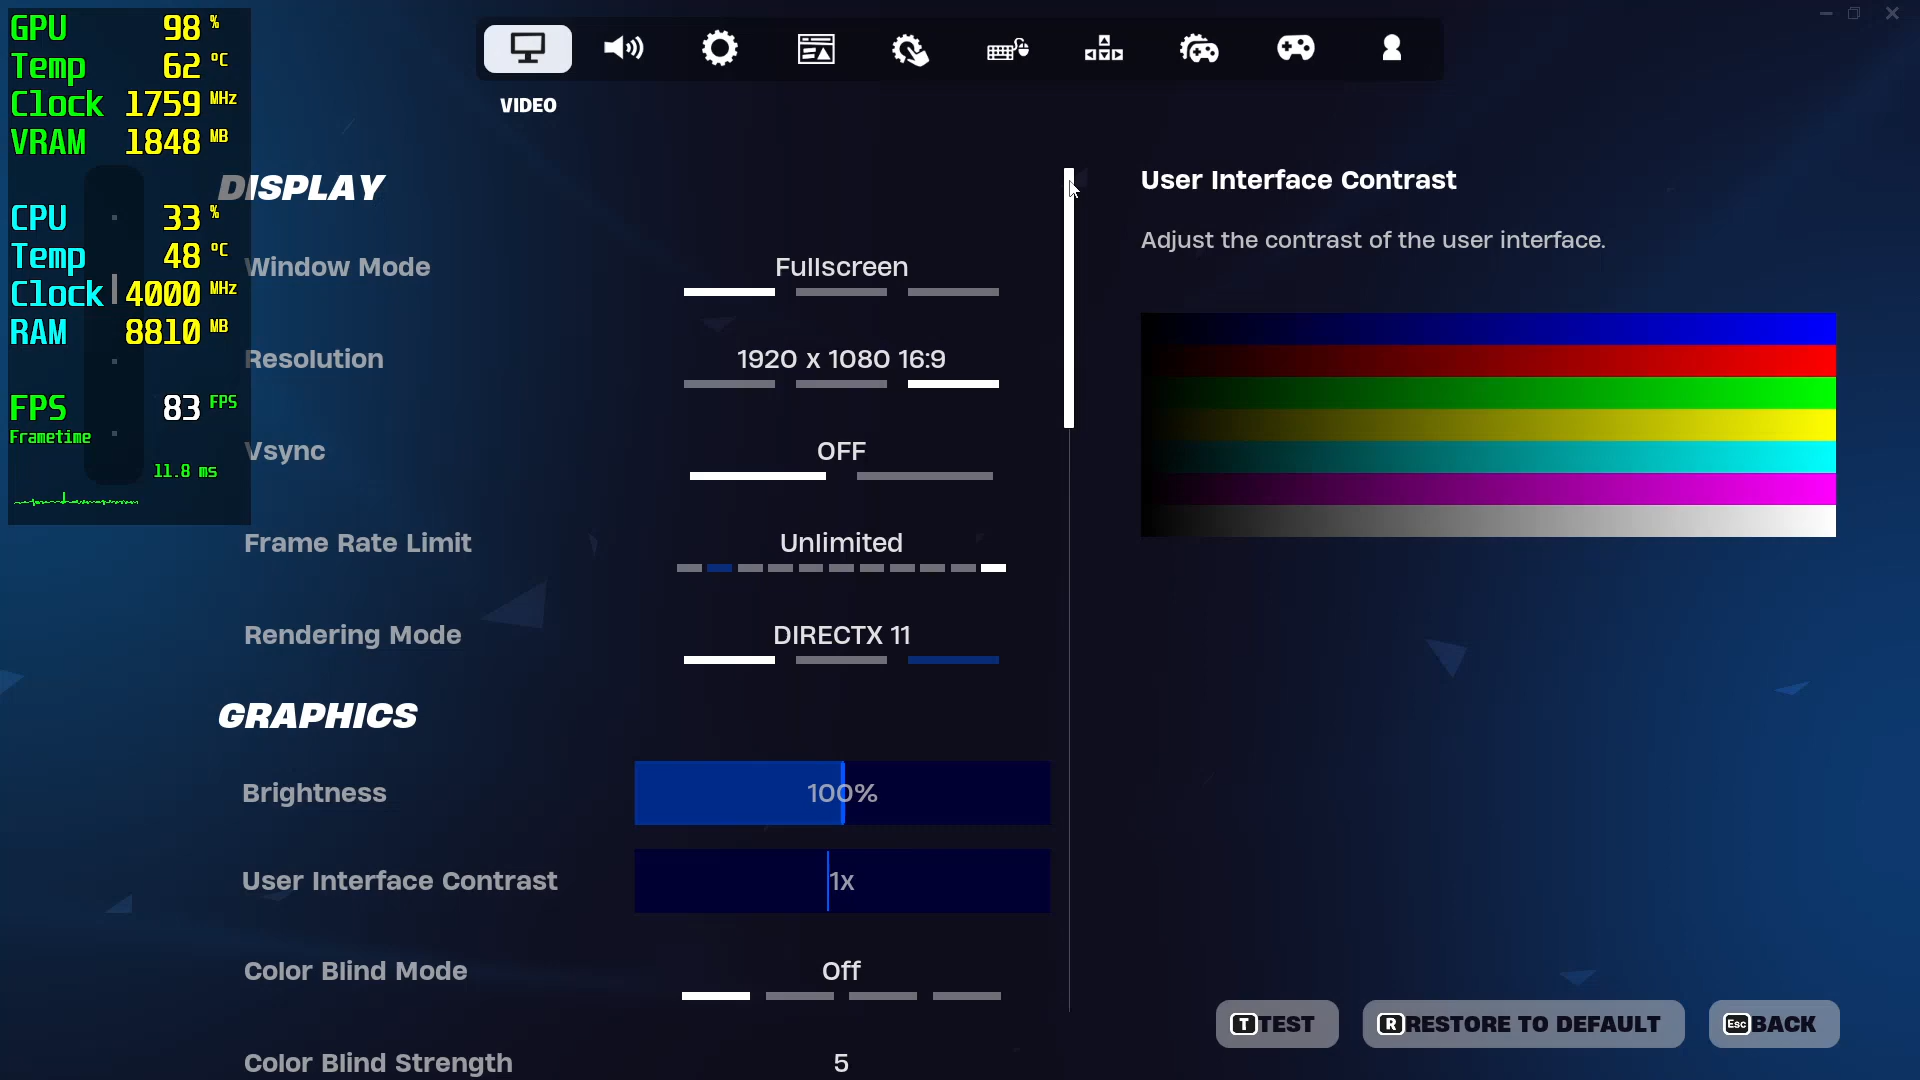 GPU 98 %
Temp 62 °C
Clock 1759 MHz
VRAM 1848 MB
CPU 33 %
Temp 48 °C
Clock 4000 MHz
RAM 8810 MB
FPS 83 FPS
Frametime
11.8 ms
VIDEO
DISPLAY
Window Mode Fullscreen
Resolution 1920 x 1080 16:9
Vsync OFF
Frame Rate Limit Unlimited
Rendering Mode DIRECTX 11
GRAPHICS
Brightness 100%
User Interface Contrast 1x
Color Blind Mode Off
Color Blind Strength 5
User Interface Contrast
Adjust the contrast of the user interface.
T TEST
R RESTORE TO DEFAULT
Esc BACK